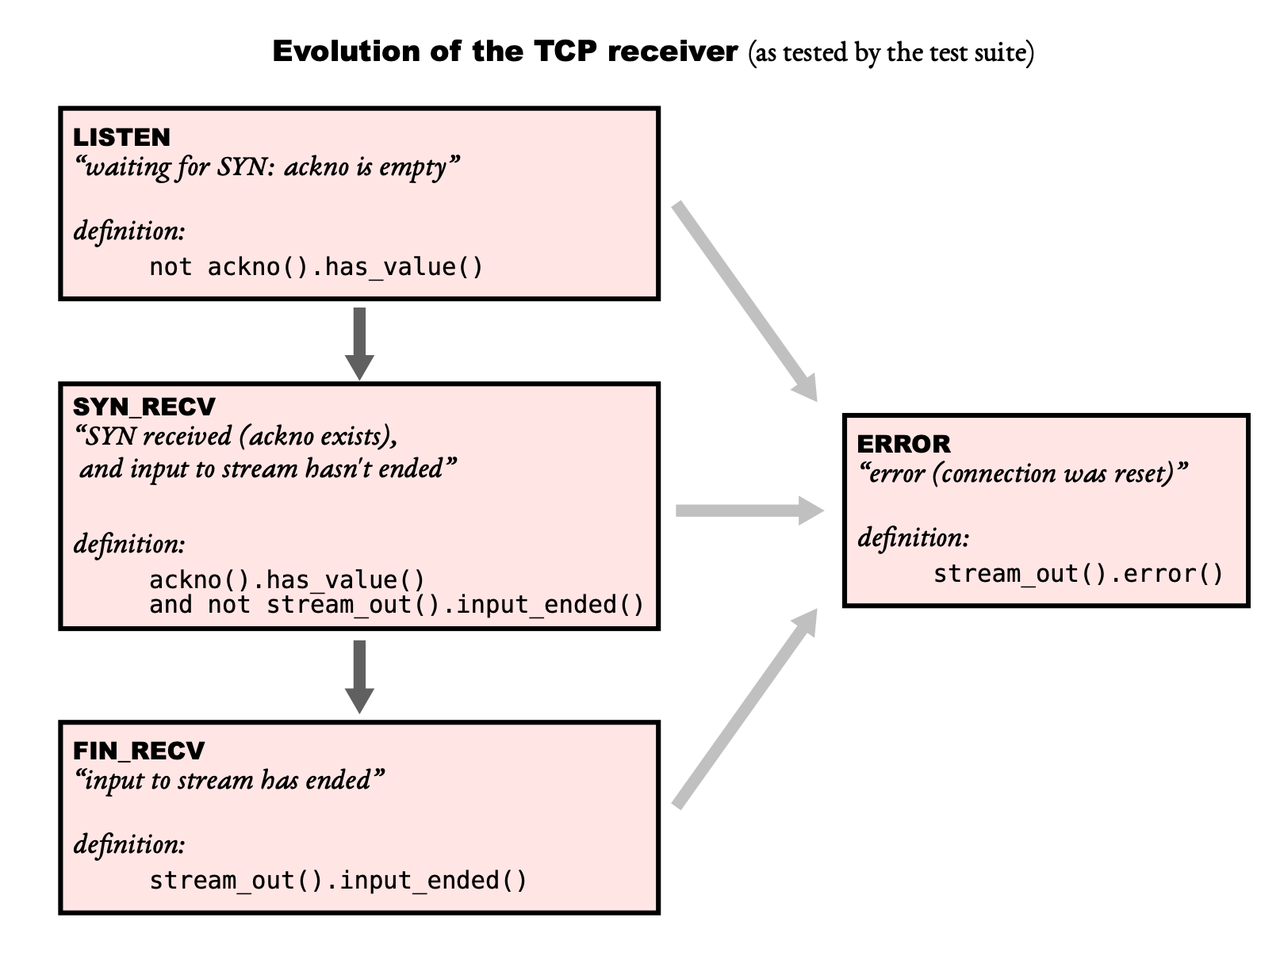 Evolution of the TCP receiver (as tested by the test suite)
LISTEN
“waiting for SYN: ackno is empty”
definition:
not ackno().has_value()
SYN_RECV
“SYN received (ackno exists),
and input to stream hasn't ended”
definition:
ackno().has_value()
and not stream_out().input_ended()
FIN_RECV
“input to stream has ended”
definition:
stream_out().input_ended()
ERROR
“error (connection was reset)”
definition:
stream_out().error()